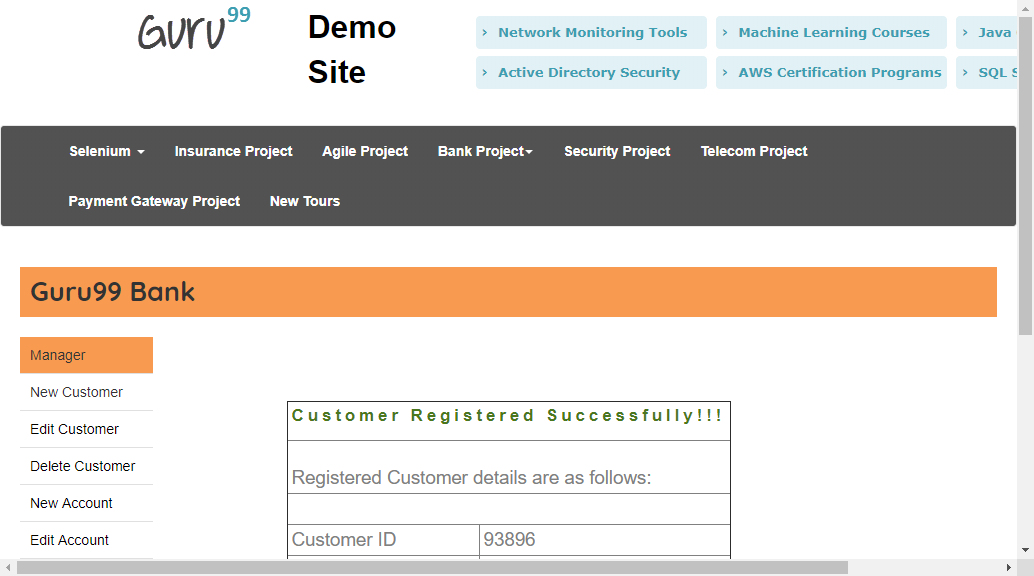 Guru99
Demo
Site
Network Monitoring Tools
Machine Learning Courses
Java
Active Directory Security
AWS Certification Programs
SQL
Selenium
Insurance Project
Agile Project
Bank Project
Security Project
Telecom Project
Payment Gateway Project
New Tours
Guru99 Bank
Manager
New Customer
Edit Customer
Delete Customer
New Account
Edit Account
Customer Registered Successfully!!!
Registered Customer details are as follows:
Customer ID 93896